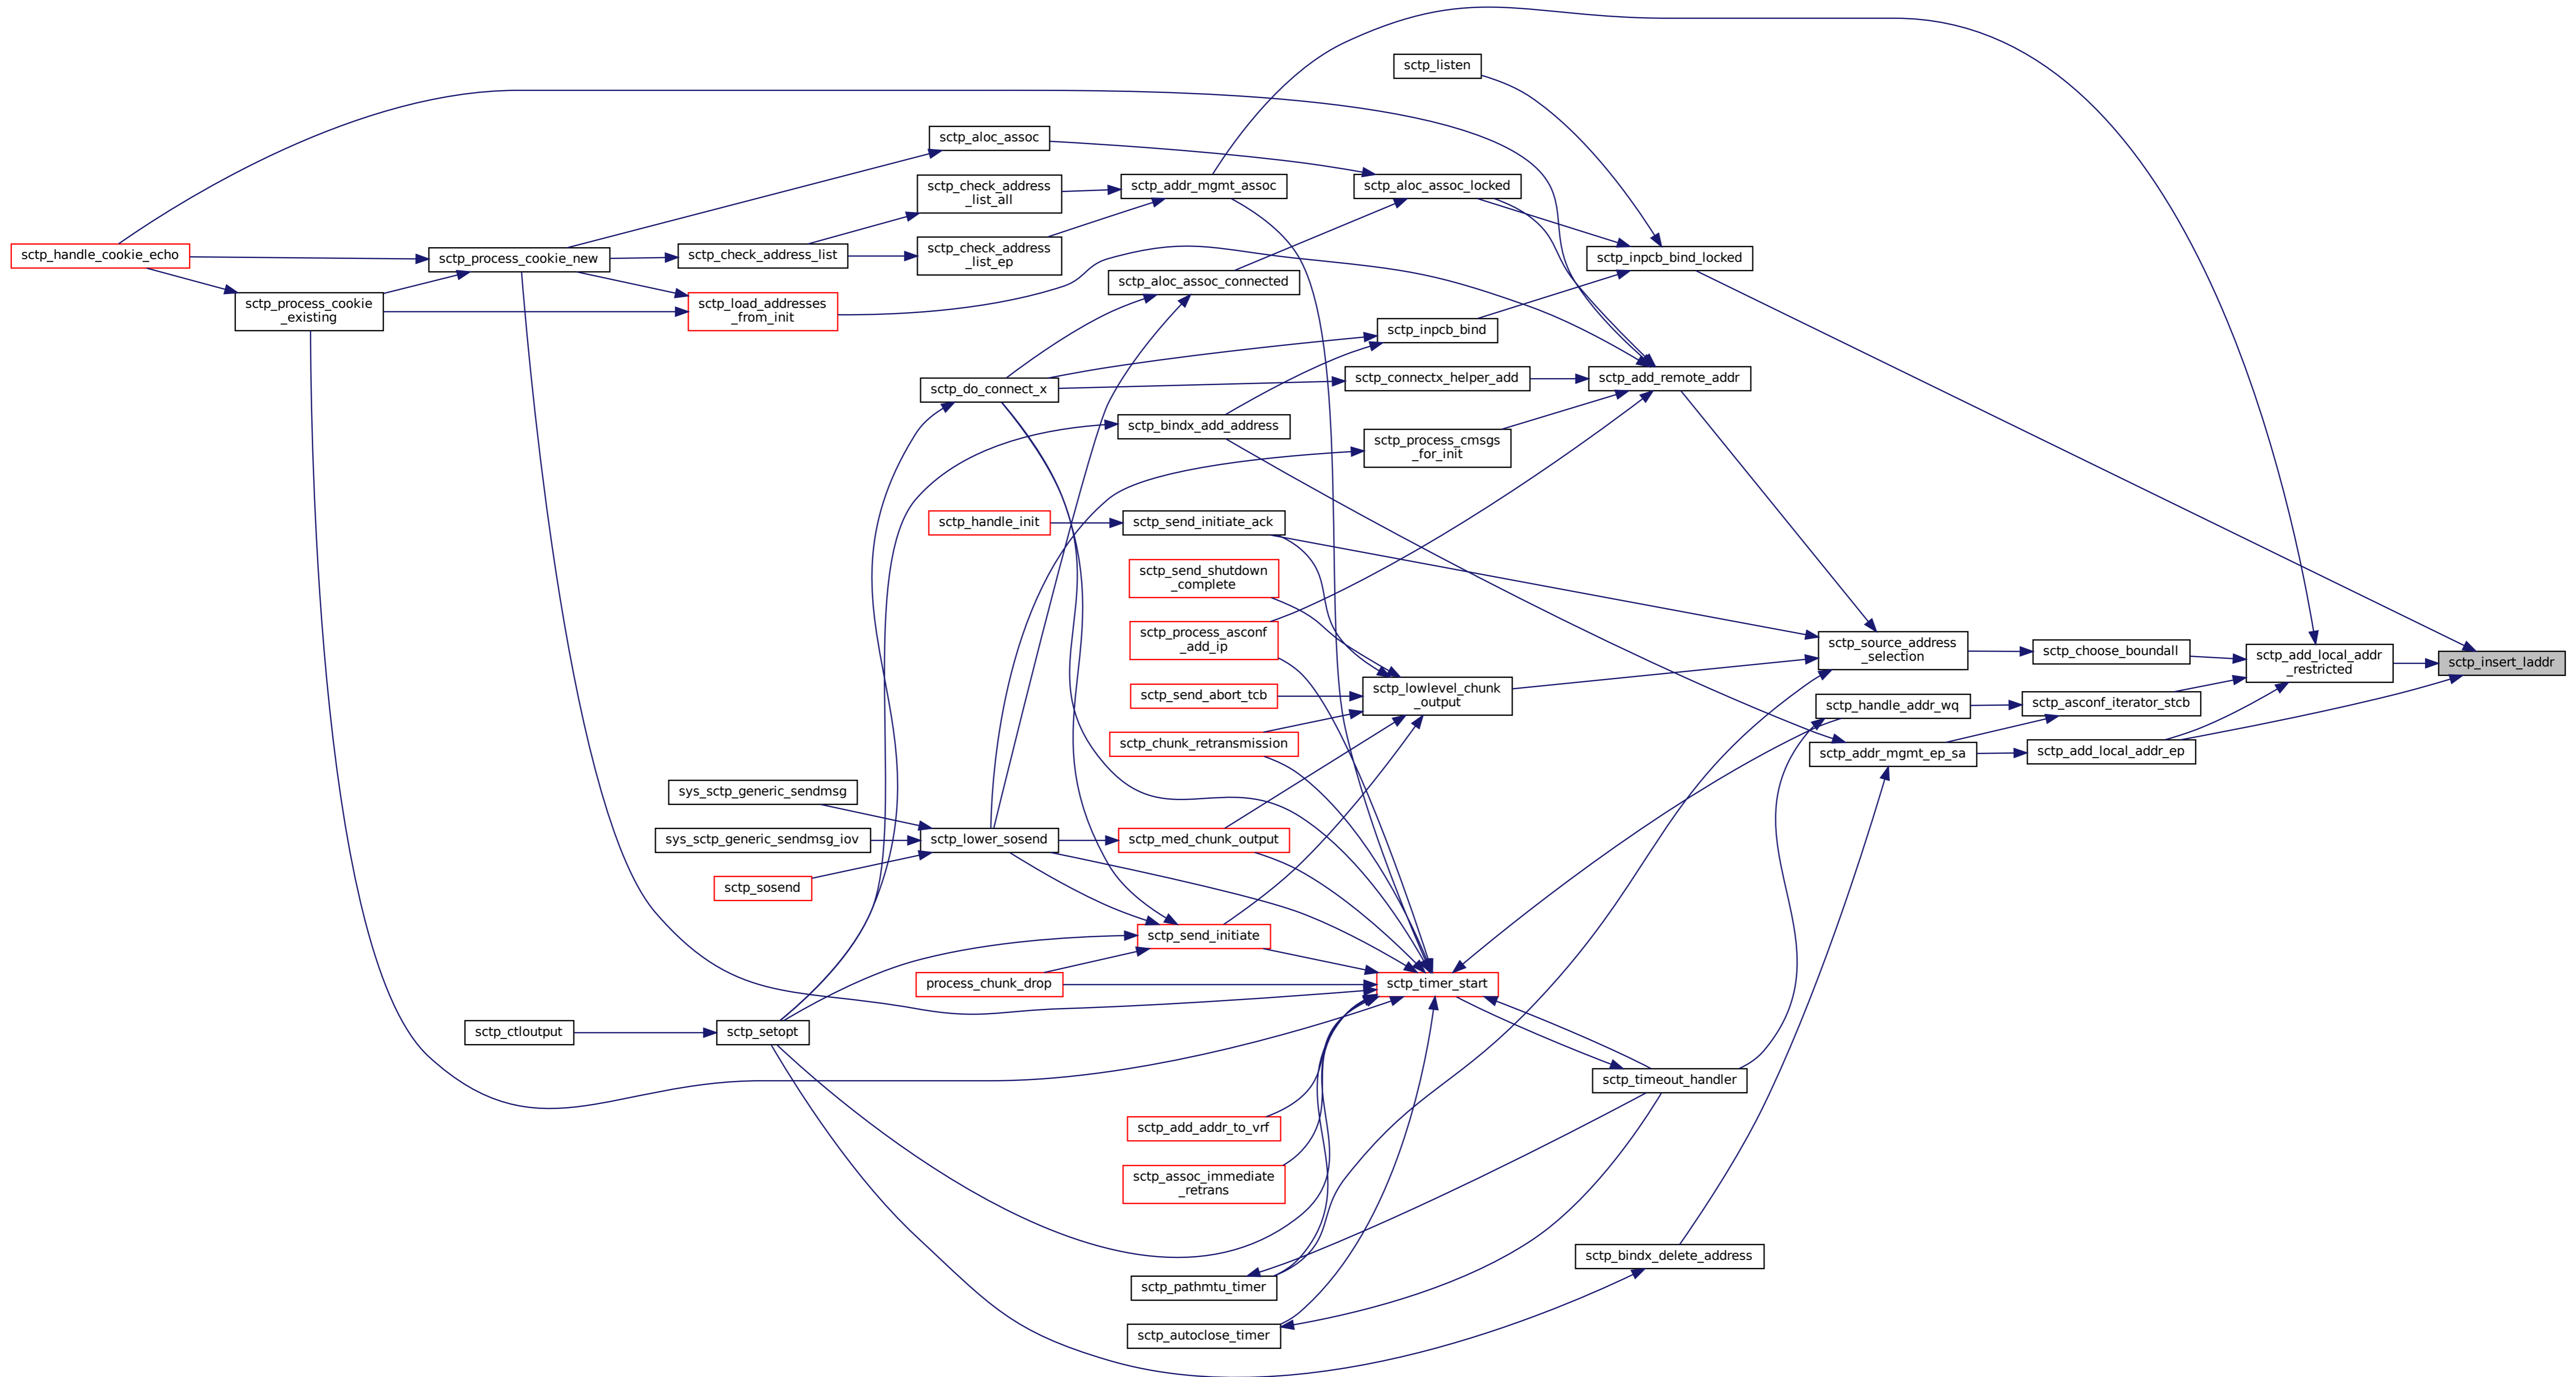 sctp_listen
sctp_aloc_assoc
sctp_check_address
_list_all
sctp_addr_mgmt_assoc
sctp_aloc_assoc_locked
sctp_handle_cookie_echo
sctp_process_cookie_new
sctp_check_address_list
sctp_check_address
_list_ep
sctp_inpcb_bind_locked
sctp_aloc_assoc_connected
sctp_process_cookie
_existing
sctp_load_addresses
_from_init
sctp_inpcb_bind
sctp_do_connect_x
sctp_connectx_helper_add
sctp_add_remote_addr
sctp_bindx_add_address
sctp_process_cmsgs
_for_init
sctp_handle_init
sctp_send_initiate_ack
sctp_send_shutdown
_complete
sctp_process_asconf
_add_ip
sctp_source_address
_selection
sctp_choose_boundall
sctp_add_local_addr
_restricted
sctp_insert_laddr
sctp_send_abort_tcb
sctp_lowlevel_chunk
_output
sctp_handle_addr_wq
sctp_asconf_iterator_stcb
sctp_chunk_retransmission
sctp_addr_mgmt_ep_sa
sctp_add_local_addr_ep
sys_sctp_generic_sendmsg
sys_sctp_generic_sendmsg_iov
sctp_lower_sosend
sctp_med_chunk_output
sctp_sosend
sctp_send_initiate
process_chunk_drop
sctp_timer_start
sctp_ctloutput
sctp_setopt
sctp_timeout_handler
sctp_add_addr_to_vrf
sctp_assoc_immediate
_retrans
sctp_bindx_delete_address
sctp_pathmtu_timer
sctp_autoclose_timer